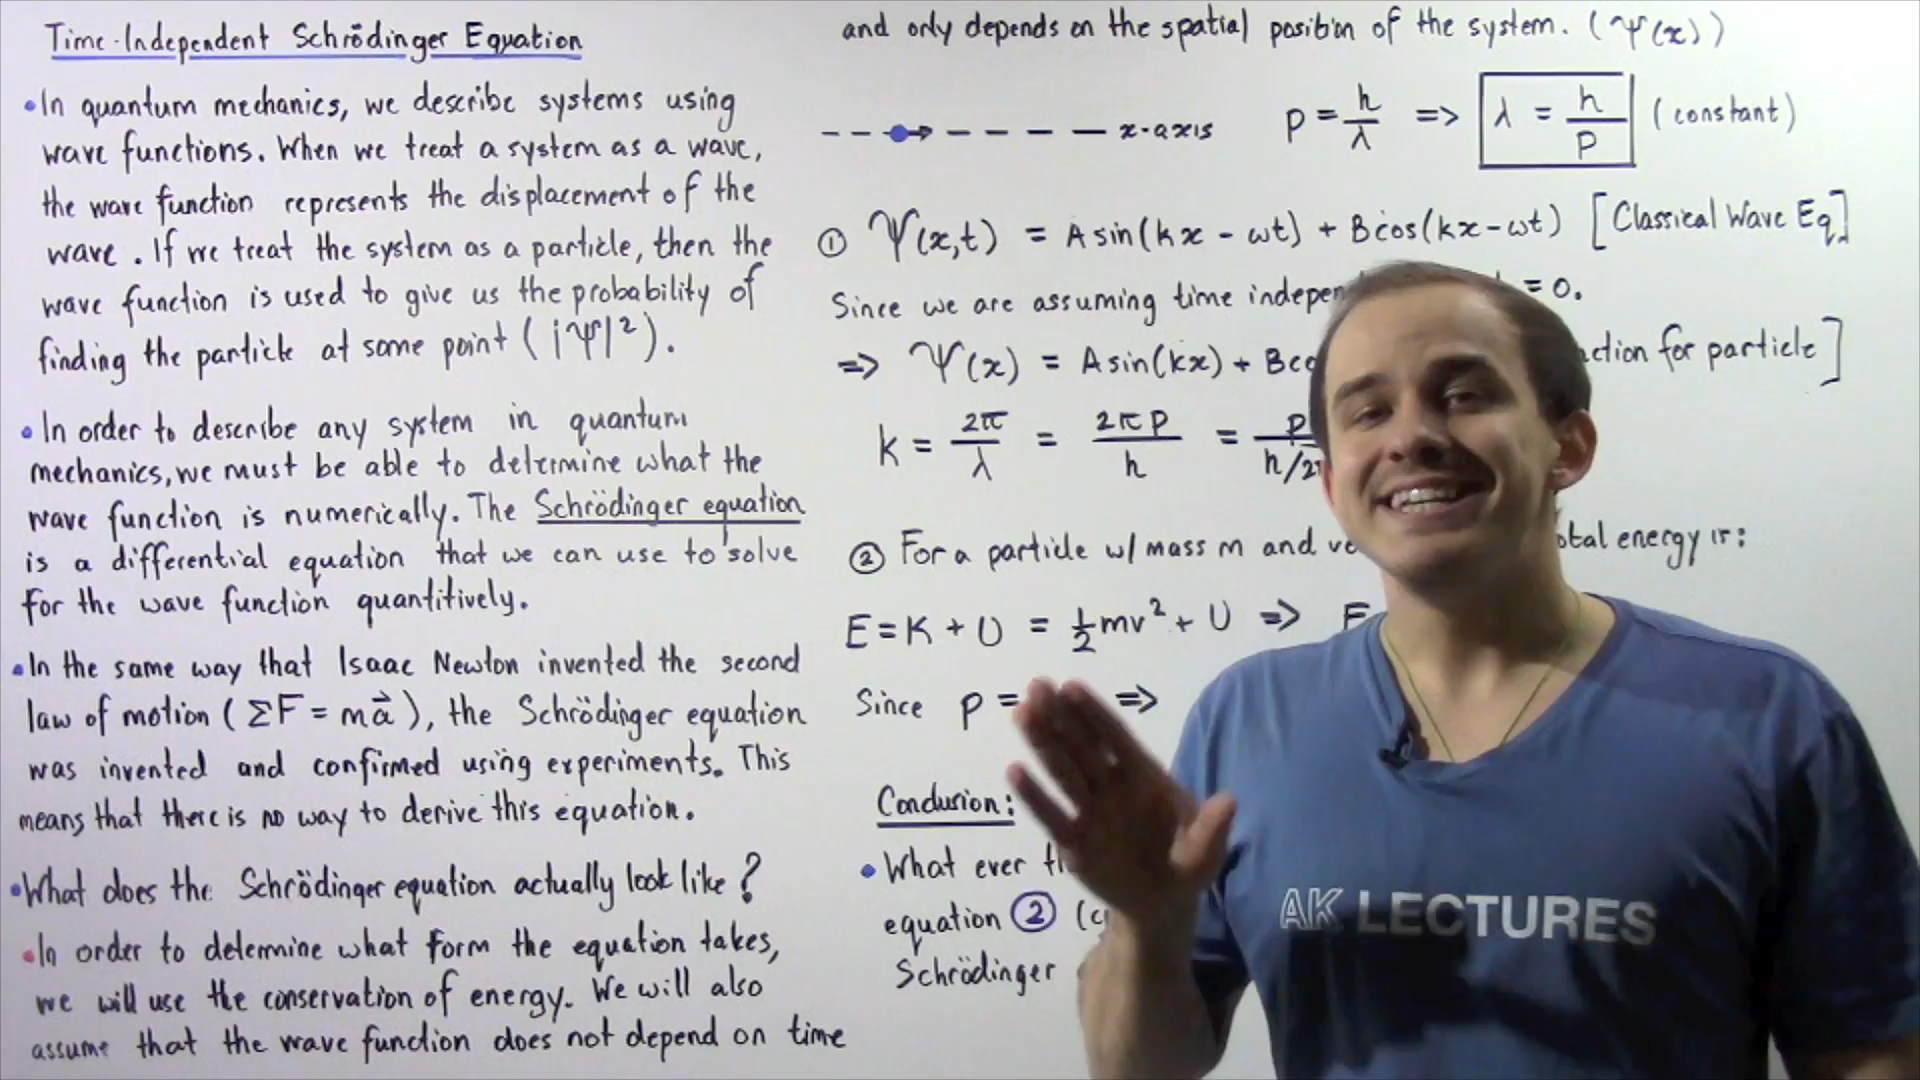 Time-Independent Schrödinger Equation
• In quantum mechanics, we describe systems using
wave functions. When we treat a system as a wave,
the wave function represents the displacement of the
wave. If we treat the system as a particle, then the
wave function is used to give us the probability of
finding the particle at some point (|Ψ|²).
• In order to describe any system in quantum
mechanics, we must be able to determine what the
wave function is numerically. The Schrödinger equation
is a differential equation that we can use to solve
for the wave function quantitively.
• In the same way that Isaac Newton invented the second
law of motion (ΣF = ma⃗), the Schrödinger equation
was invented and confirmed using experiments. This
means that there is no way to derive this equation.
• What does the Schrödinger equation actually look like?
• In order to determine what form the equation takes,
we will use the conservation of energy. We will also
assume that the wave function does not depend on time
and only depends on the spatial position of the system. (Ψ(x))
x-axis p = h/λ => λ = h/p (constant)
① Ψ(x,t) = A sin(kx - ωt) + B cos(kx - ωt) [Classical Wave Eq]
Since we are assuming time = 0.
=> Ψ(x) = A sin(kx) + for particle]
k = 2π/λ = 2πp/h =
② For a particle w/ mass m and energy is:
E = K + U = ½mv² + U =>
Since p = =>
Conclusion:
• What ever
equation ②
Schrödinger
AK LECTURES